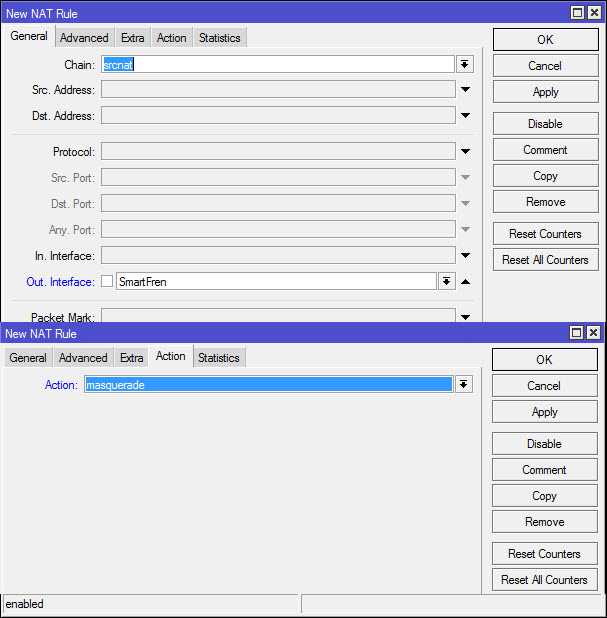 New NAT Rule
General Advanced Extra Action Statistics
Chain: srcnat
Src. Address:
Dst. Address:
Protocol:
Src. Port:
Dst. Port:
Any. Port:
In. Interface:
Out. Interface: SmartFren
Packet Mark:
OK
Cancel
Apply
Disable
Comment
Copy
Remove
Reset Counters
Reset All Counters
New NAT Rule
General Advanced Extra Action Statistics
Action: masquerade
OK
Cancel
Apply
Disable
Comment
Copy
Remove
Reset Counters
Reset All Counters
enabled